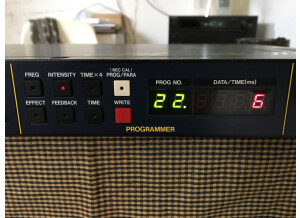 (REC CAL)
FREQ INTENSITY TIME×4 PROG/PARA PROG NO. DATA/TIME(ms)
22. 6
EFFECT FEEDBACK TIME WRITE
PROGRAMMER